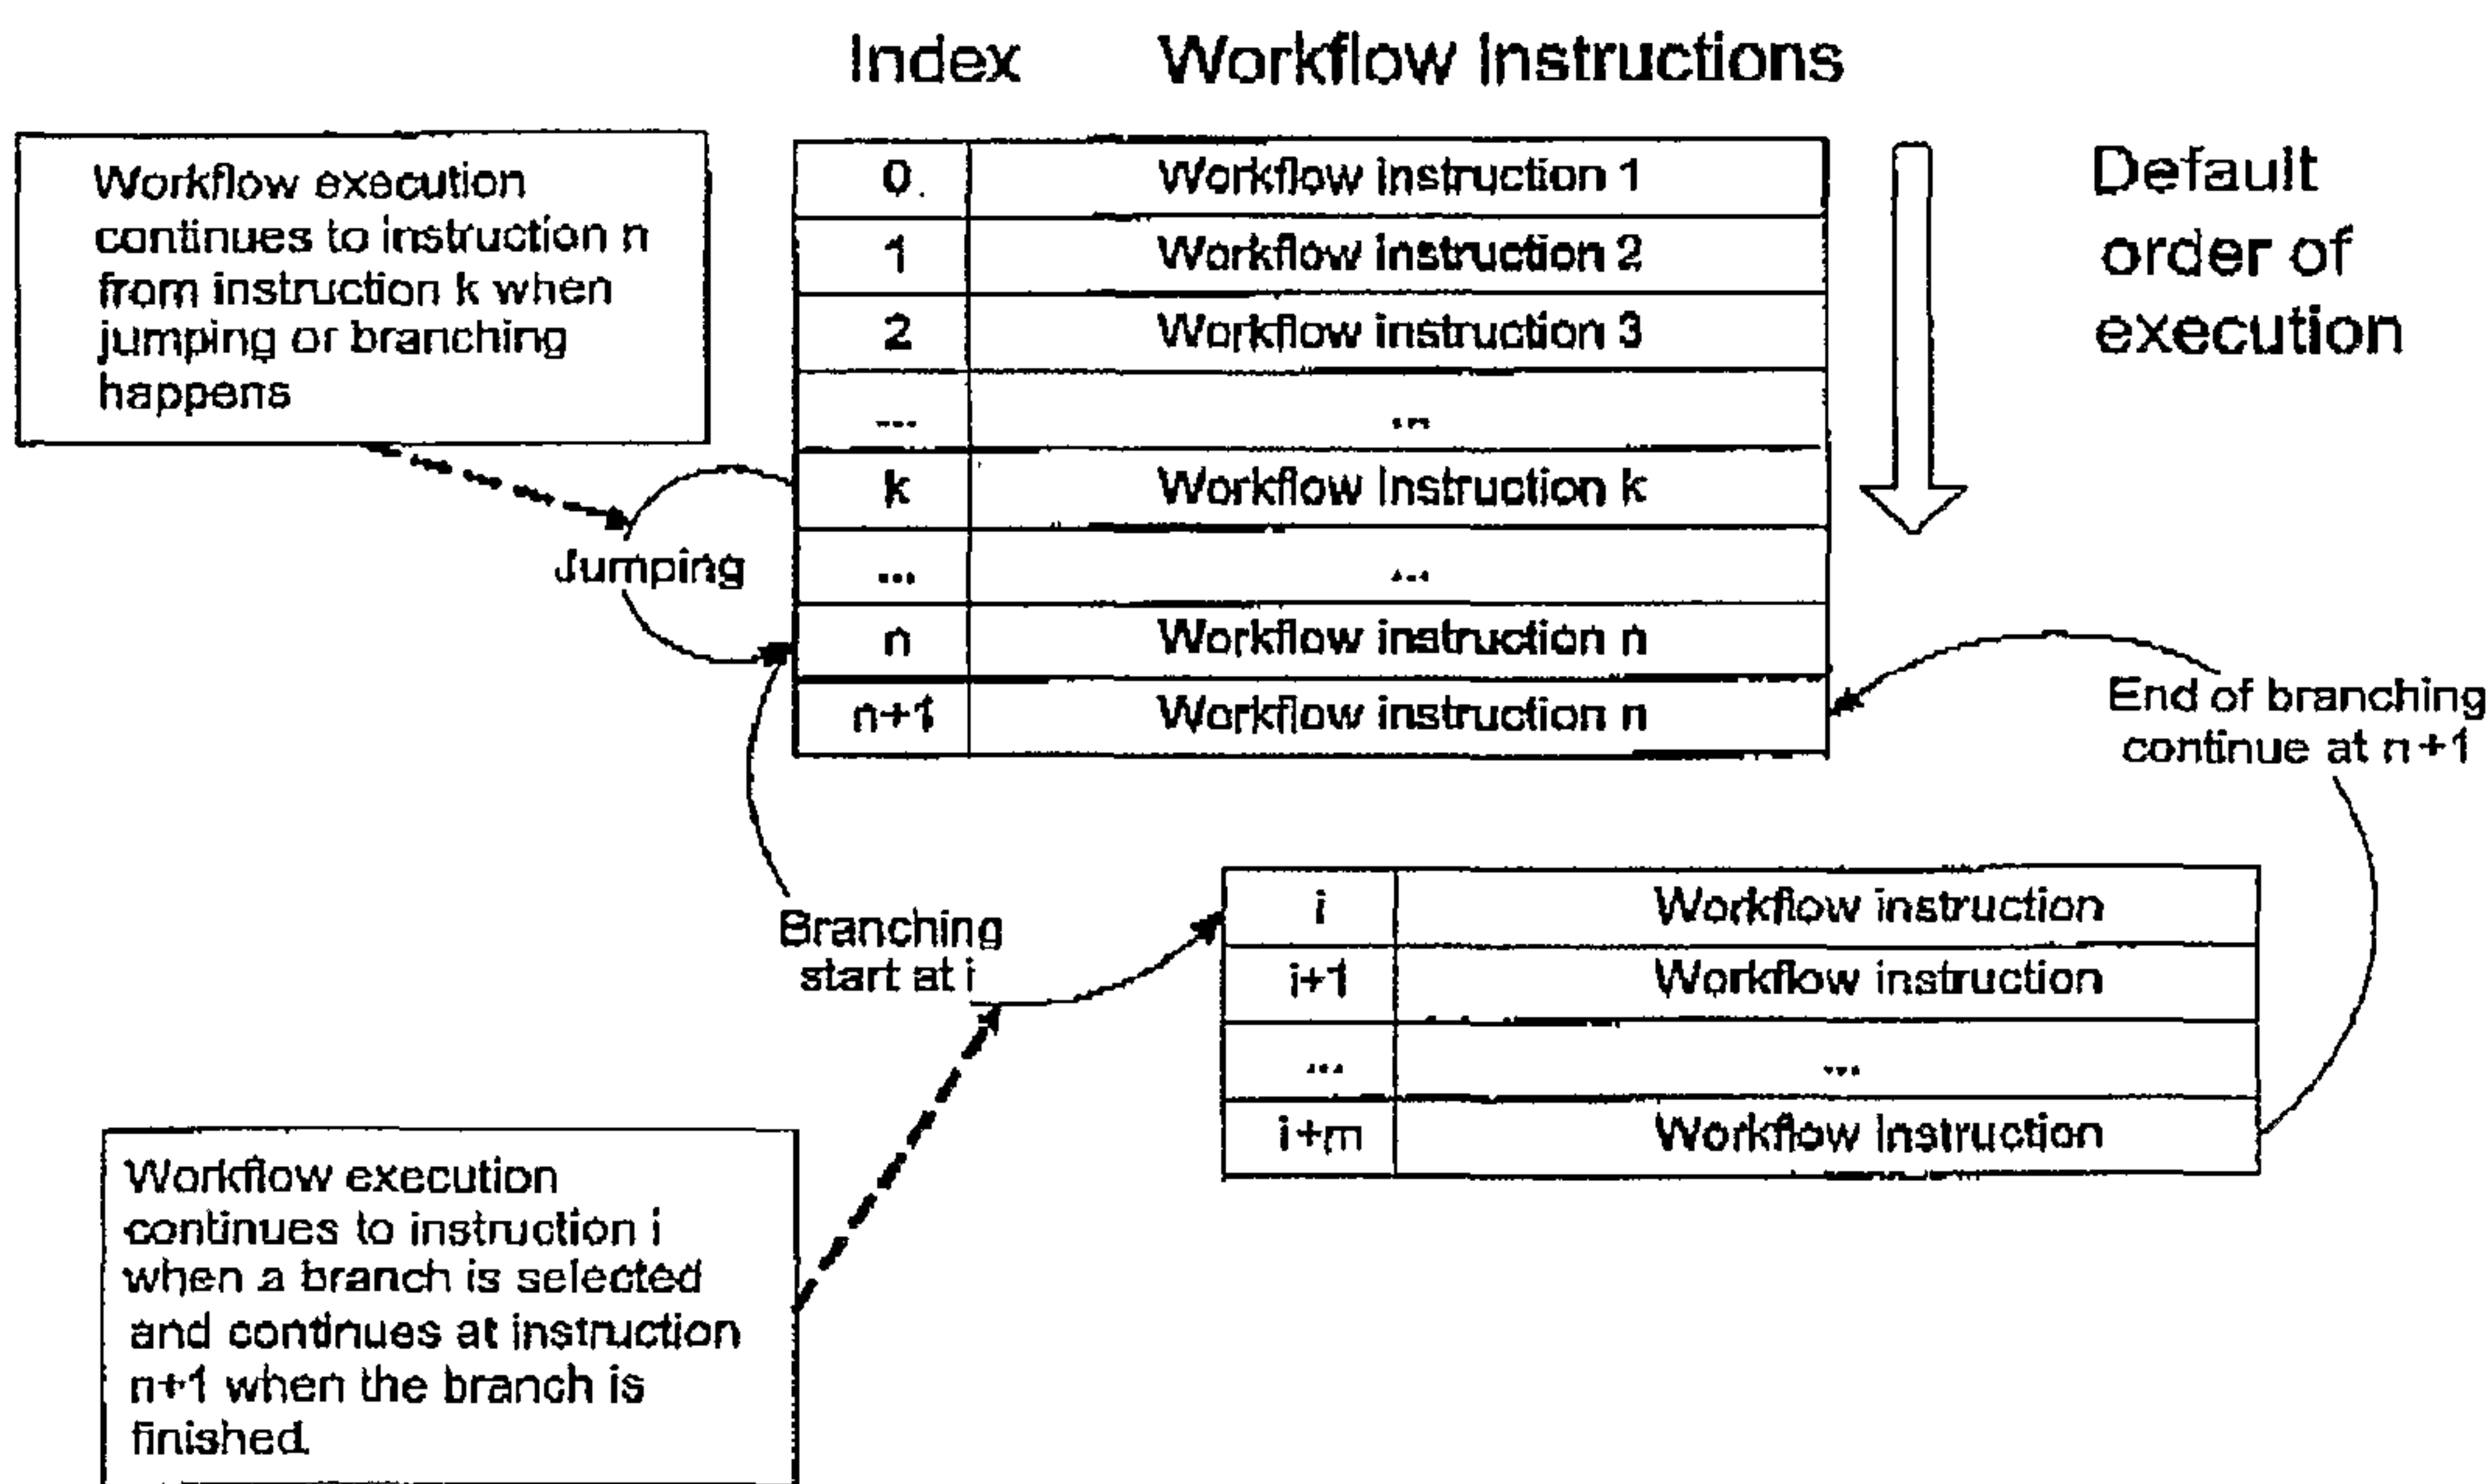 Index Workflow Instructions
Workflow execution
continues to instruction n
from instruction k when
jumping or branching
happens
0. Workflow instruction 1
1 Workflow instruction 2
2 Workflow instruction 3
... ...
k Workflow Instruction k
... ...
n Workflow instruction n
n+1 Workflow instruction n
Default
order of
execution
Jumping
End of branching
continue at n+1
Branching
start at i
i Workflow instruction
i+1 Workflow instruction
... ...
i+m Workflow Instruction
Workflow execution
continues to instruction i
when a branch is selected
and continues at instruction
n+1 when the branch is
finished.